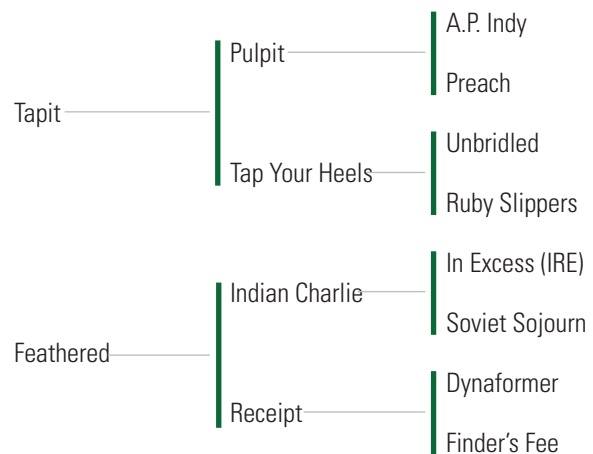 A.P. Indy
Pulpit
Preach
Tapit
Unbridled
Tap Your Heels
Ruby Slippers
In Excess (IRE)
Indian Charlie
Soviet Sojourn
Feathered
Dynaformer
Receipt
Finder's Fee